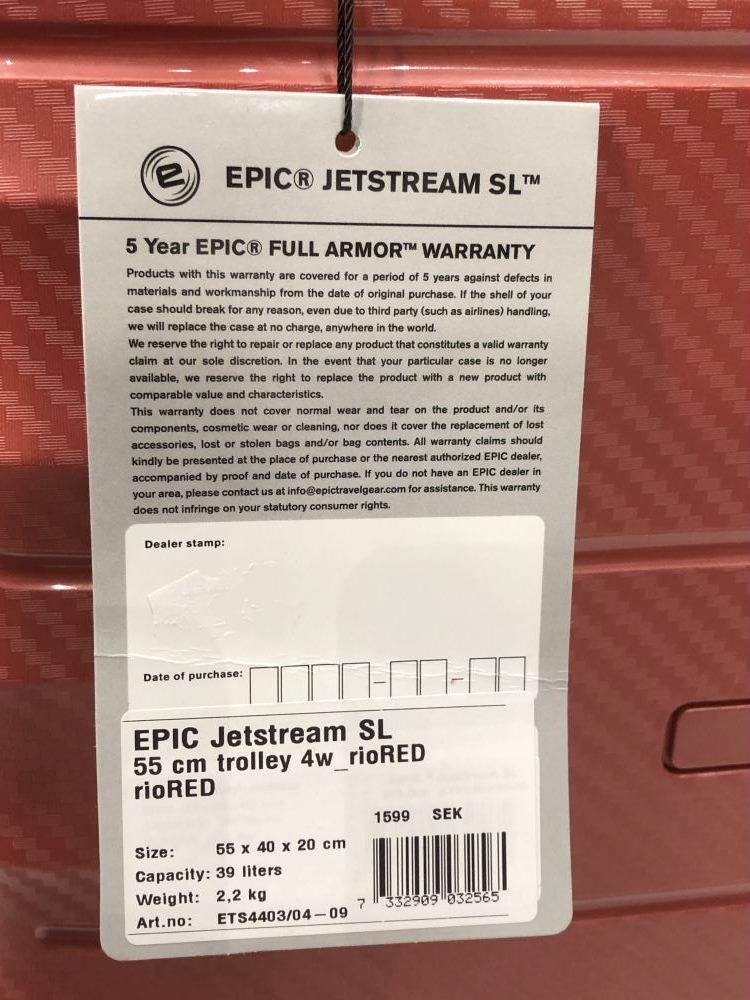 e EPIC® JETSTREAM SL™
5 Year EPIC® FULL ARMOR™ WARRANTY
Products with this warranty are covered for a period of 5 years against defects in
materials and workmanship from the date of original purchase. If the shell of your
case should break for any reason, even due to third party (such as airlines) handling,
we will replace the case at no charge, anywhere in the world.
We reserve the right to repair or replace any product that constitutes a valid warranty
claim at our sole discretion. In the event that your particular case is no longer
available, we reserve the right to replace the product with a new product with
comparable value and characteristics.
This warranty does not cover normal wear and tear on the product and/or its
components, cosmetic wear or cleaning, nor does it cover the replacement of lost
accessories, lost or stolen bags and/or bag contents. All warranty claims should
kindly be presented at the place of purchase or the nearest authorized EPIC dealer,
accompanied by proof and date of purchase. If you do not have an EPIC dealer in
your area, please contact us at info@epictravelgear.com for assistance. This warranty
does not infringe on your statutory consumer rights.
Dealer stamp:
Date of purchase:
EPIC Jetstream SL
55 cm trolley 4w_rioRED
rioRED
1599 SEK
Size: 55 x 40 x 20 cm
Capacity: 39 liters
Weight: 2,2 kg
Art.no: ETS4403/04-09
7 332909 032565